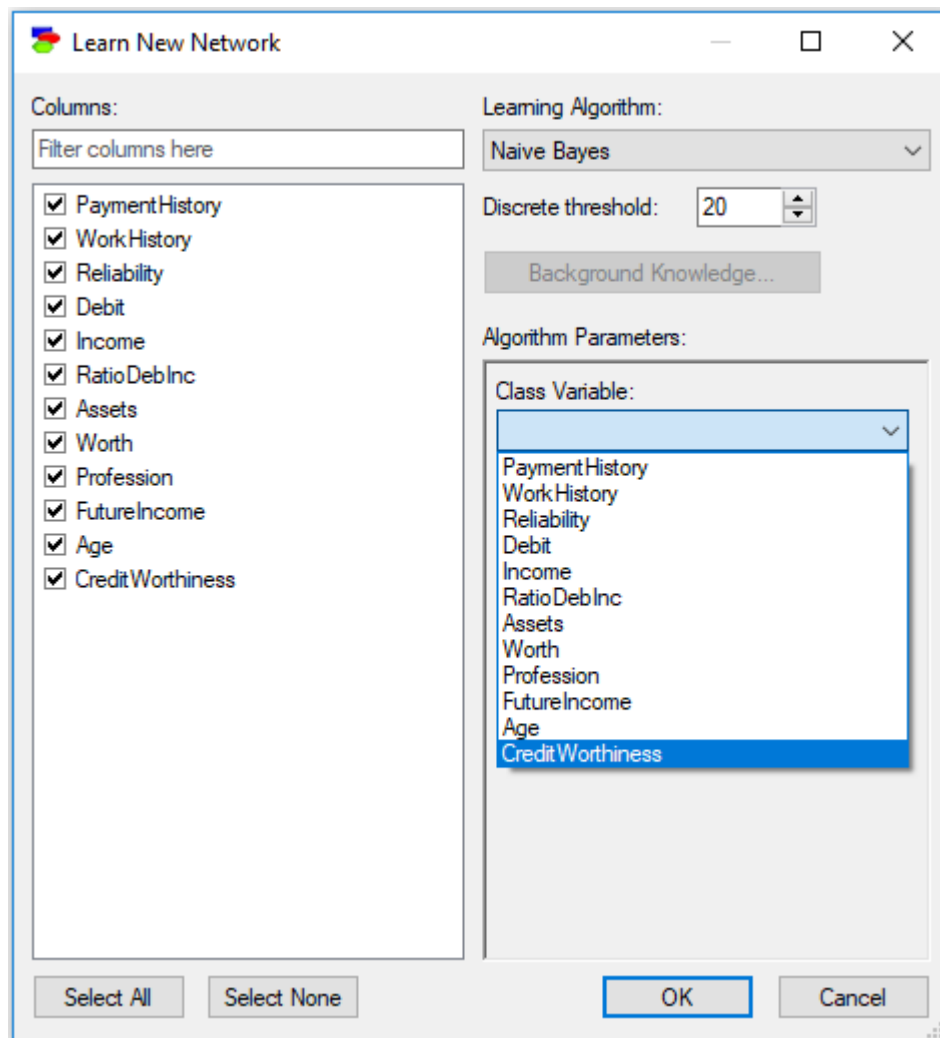 Learn New Network
Columns:
Filter columns here
PaymentHistory
WorkHistory
Reliability
Debit
Income
RatioDebInc
Assets
Worth
Profession
FutureIncome
Age
CreditWorthiness
Select All
Select None
Learning Algorithm:
Naive Bayes
Discrete threshold:
20
Background Knowledge...
Algorithm Parameters:
Class Variable:
PaymentHistory
WorkHistory
Reliability
Debit
Income
RatioDebInc
Assets
Worth
Profession
FutureIncome
Age
CreditWorthiness
OK
Cancel